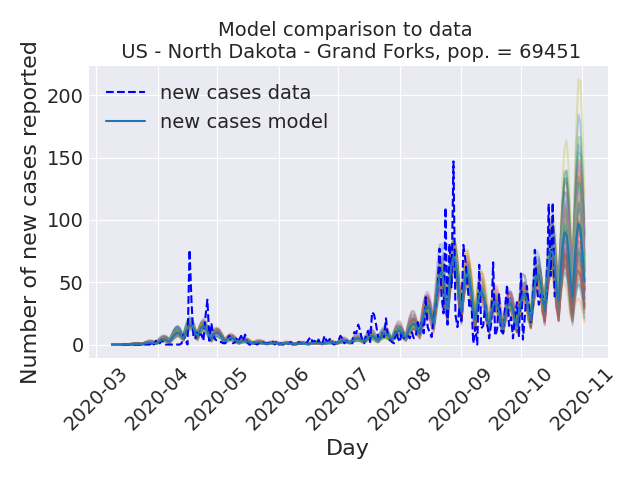 Model comparison to data
US - North Dakota - Grand Forks, pop. = 69451
Number of new cases reported
200
150
100
50
0
new cases data
new cases model
2020-03
2020-04
2020-05
2020-06
2020-07
2020-08
2020-09
2020-10
2020-11
Day